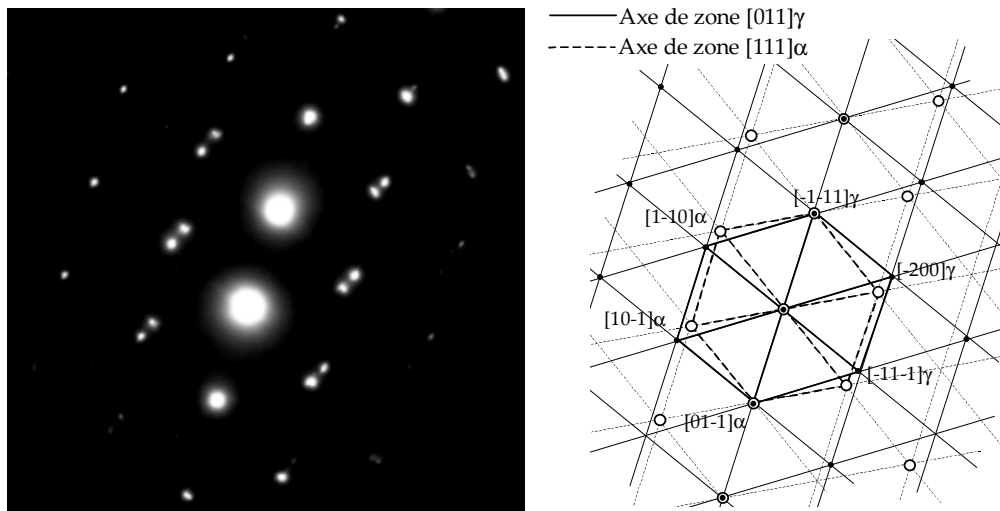 Axe de zone [011]γ
Axe de zone [111]α
[-1-11]γ
[1-10]α
[-200]γ
[10-1]α
[-11-1]γ
[01-1]α